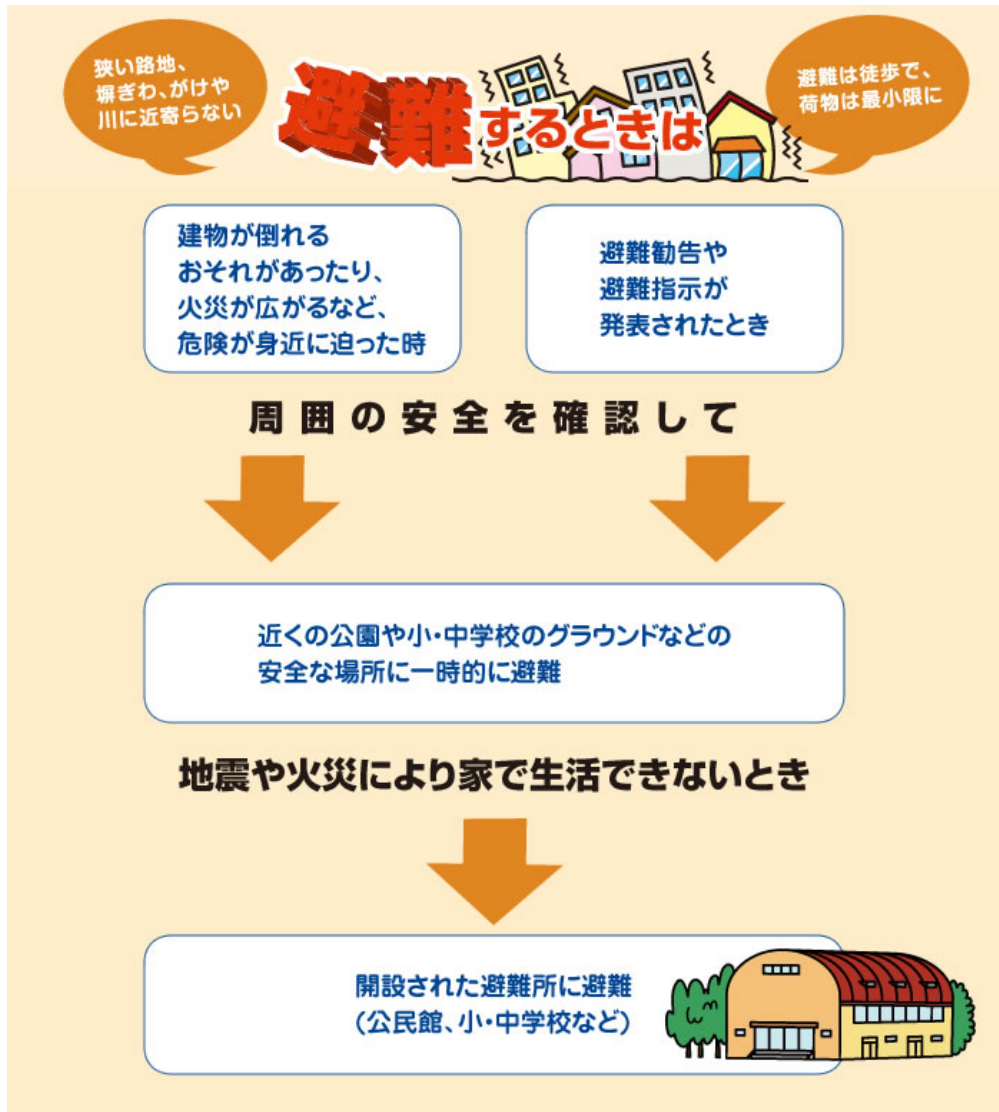 狭い路地、
塀ぎわ、がけや
川に近寄らない
避難するときは
避難は徒歩で、
荷物は最小限に
建物が倒れる
おそれがあったり、
火災が広がるなど、
危険が身近に迫った時
避難勧告や
避難指示が
発表されたとき
周囲の安全を確認して
近くの公園や小・中学校のグラウンドなどの
安全な場所に一時的に避難
地震や火災により家で生活できないとき
開設された避難所に避難
(公民館、小・中学校など)